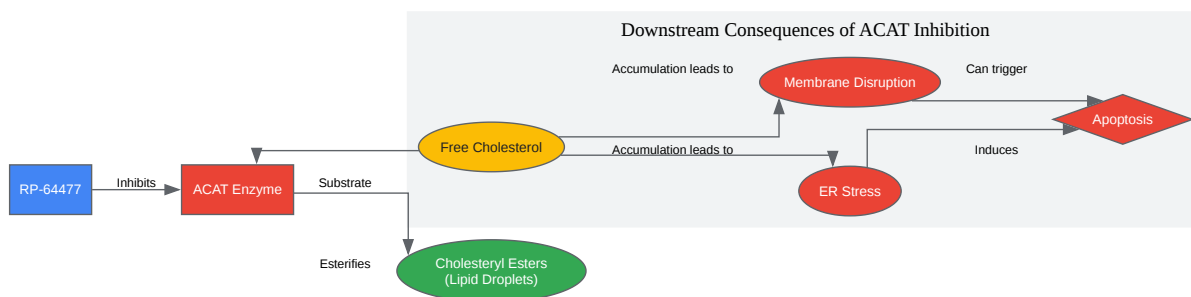 Downstream Consequences of ACAT Inhibition
Accumulation leads to
Membrane Disruption
Can trigger
Apoptosis
Free Cholesterol
Accumulation leads to
Induces
ER Stress
RP-64477
Inhibits
ACAT Enzyme
Substrate
Esterifies
Cholesteryl Esters
(Lipid Droplets)